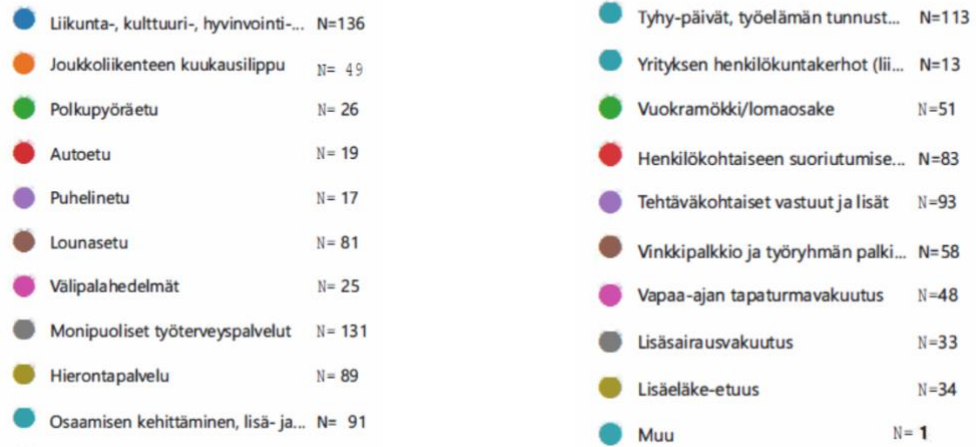 Liikunta-, kulttuuri-, hyvinvointi-... N=136
Joukkoliikenteen kuukausilippu N= 49
Polkupyöräetu N= 26
Autoetu N= 19
Puhelinetu N= 17
Lounasetu N= 81
Välipalahedelmät N= 25
Monipuoliset työterveyspalvelut N= 131
Hierontapalvelu N= 89
Osaamisen kehittäminen, lisä- ja... N= 91
Tyhy-päivät, työelämän tunnust... N=113
Yrityksen henkilökuntakerhot (lii... N=13
Vuokramökki/lomaosake N=51
Henkilökohtaiseen suoriutumise... N=83
Tehtäväkohtaiset vastuut ja lisät N=93
Vinkkipalkkio ja työryhmän palki... N=58
Vapaa-ajan tapaturmavakuutus N=48
Lisäsairausvakuutus N=33
Lisäeläke-etuus N=34
Muu N= 1